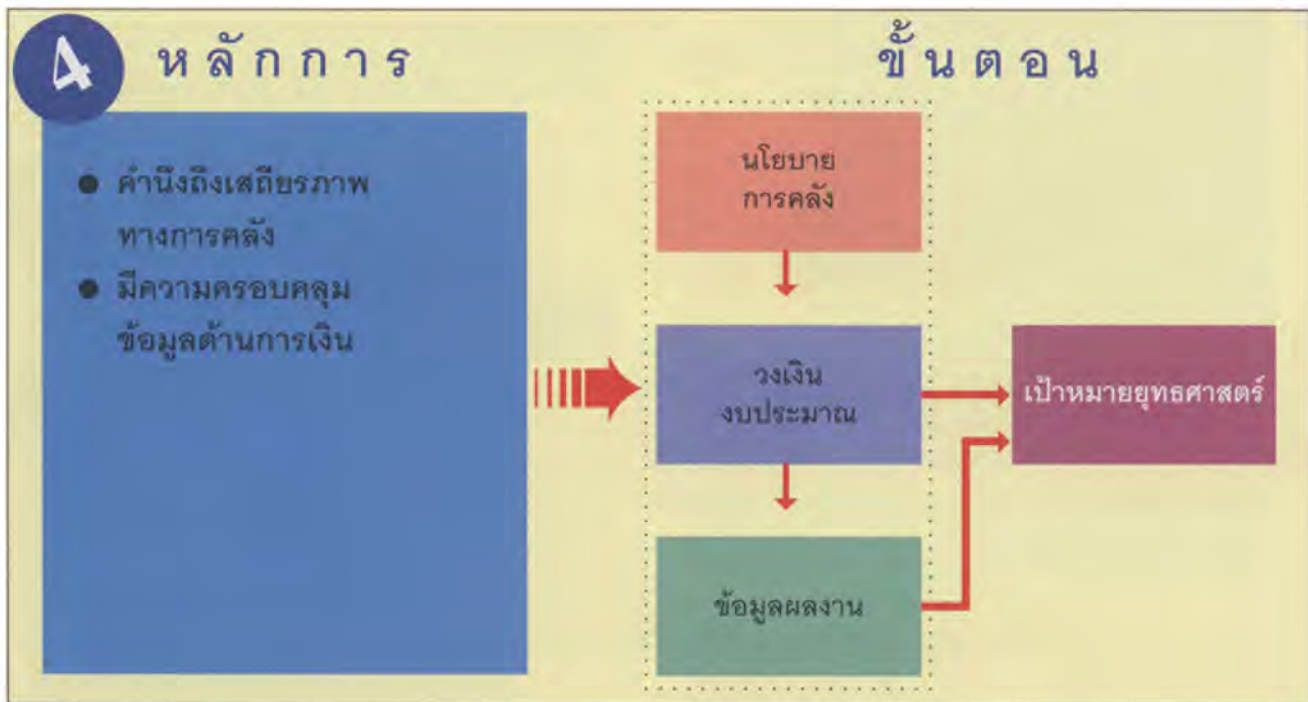 4 หลักการ
ขั้นตอน
● คำนึงถึงเสถียรภาพ
ทางการคลัง
● มีความครอบคลุม
ข้อมูลด้านการเงิน
นโยบาย
การคลัง
วงเงิน
งบประมาณ
เป้าหมายยุทธศาสตร์
ข้อมูลผลงาน